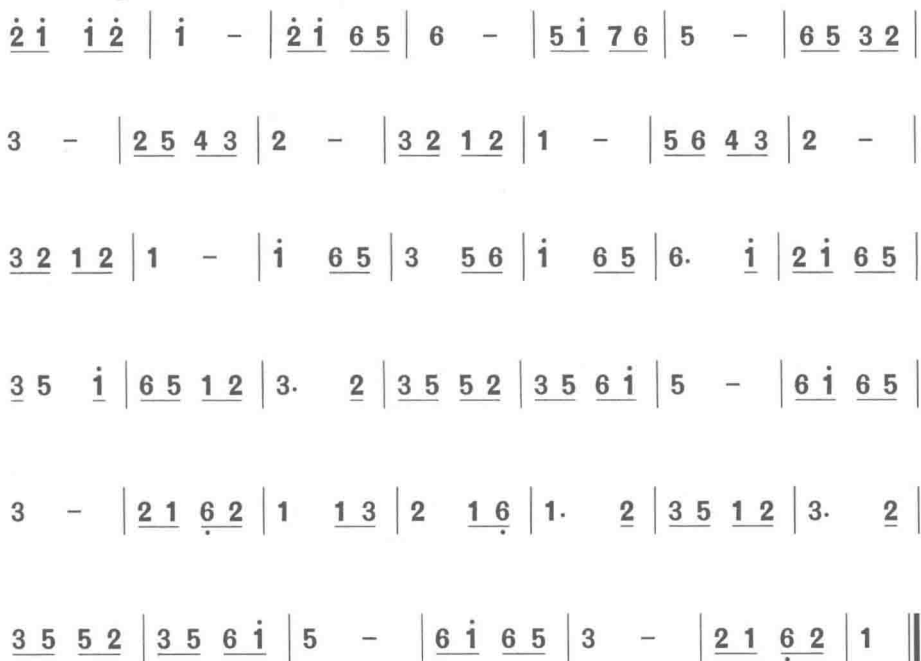 2̇ 1̇ 1̇ 2̇ | 1̇ - | 2̇ 1̇ 6 5 | 6 - | 5 1̇ 7 6 | 5 - | 6 5 3 2 |
3 - | 2 5 4 3 | 2 - | 3 2 1 2 | 1 - | 5 6 4 3 | 2 - |
3 2 1 2 | 1 - | 1̇ 6 5 | 3 5 6 | 1̇ 6 5 | 6. 1̇ | 2 1̇ 6 5 |
3 5 1̇ | 6 5 1 2 | 3. 2 | 3 5 5 2 | 3 5 6 1̇ | 5 - | 6 1̇ 6 5 |
3 - | 2 1 6̣ 2 | 1 1 3 | 2 1 6̣ | 1. 2 | 3 5 1 2 | 3. 2 |
3 5 5 2 | 3 5 6 1̇ | 5 - | 6 1̇ 6 5 | 3 - | 2 1 6̣ 2 | 1 ‖